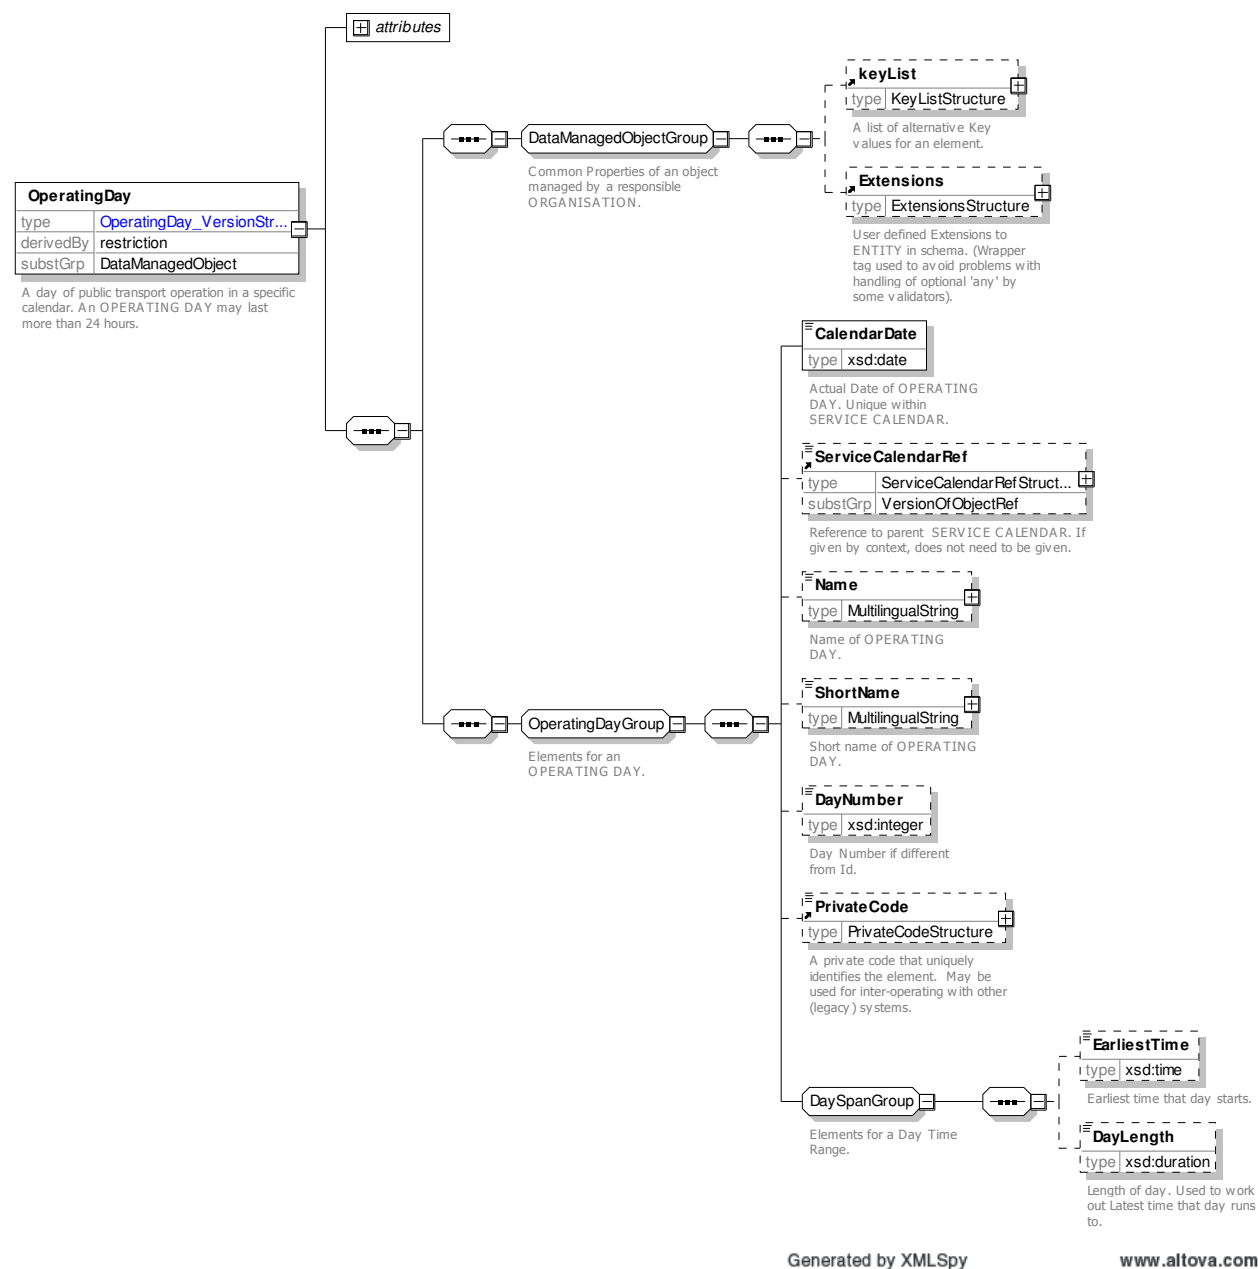 attributes
keyList
type KeyListStructure
A list of alternative Key
values for an element.
DataManagedObjectGroup
Common Properties of an object
managed by a responsible
ORGANISATION.
Extensions
type ExtensionsStructure
User defined Extensions to
ENTITY in schema. (Wrapper
tag used to avoid problems with
handling of optional 'any' by
some validators).
OperatingDay
type OperatingDay_VersionStr...
derivedBy restriction
substGrp DataManagedObject
A day of public transport operation in a specific
calendar. An OPERATING DAY may last
more than 24 hours.
CalendarDate
type xsd:date
Actual Date of OPERATING
DAY. Unique within
SERVICE CALENDAR.
ServiceCalendarRef
type ServiceCalendarRefStruct...
substGrp VersionOfObjectRef
Reference to parent SERVICE CALENDAR. If
given by context, does not need to be given.
Name
type MultilingualString
Name of OPERATING
DAY.
ShortName
type MultilingualString
Short name of OPERATING
DAY.
OperatingDayGroup
Elements for an
OPERATING DAY.
DayNumber
type xsd:integer
Day Number if different
from Id.
PrivateCode
type PrivateCodeStructure
A private code that uniquely
identifies the element. May be
used for inter-operating with other
(legacy) systems.
DaySpanGroup
Elements for a Day Time
Range.
EarliestTime
type xsd:time
Earliest time that day starts.
DayLength
type xsd:duration
Length of day. Used to work
out Latest time that day runs
to.
Generated by XMLSpy www.altova.com